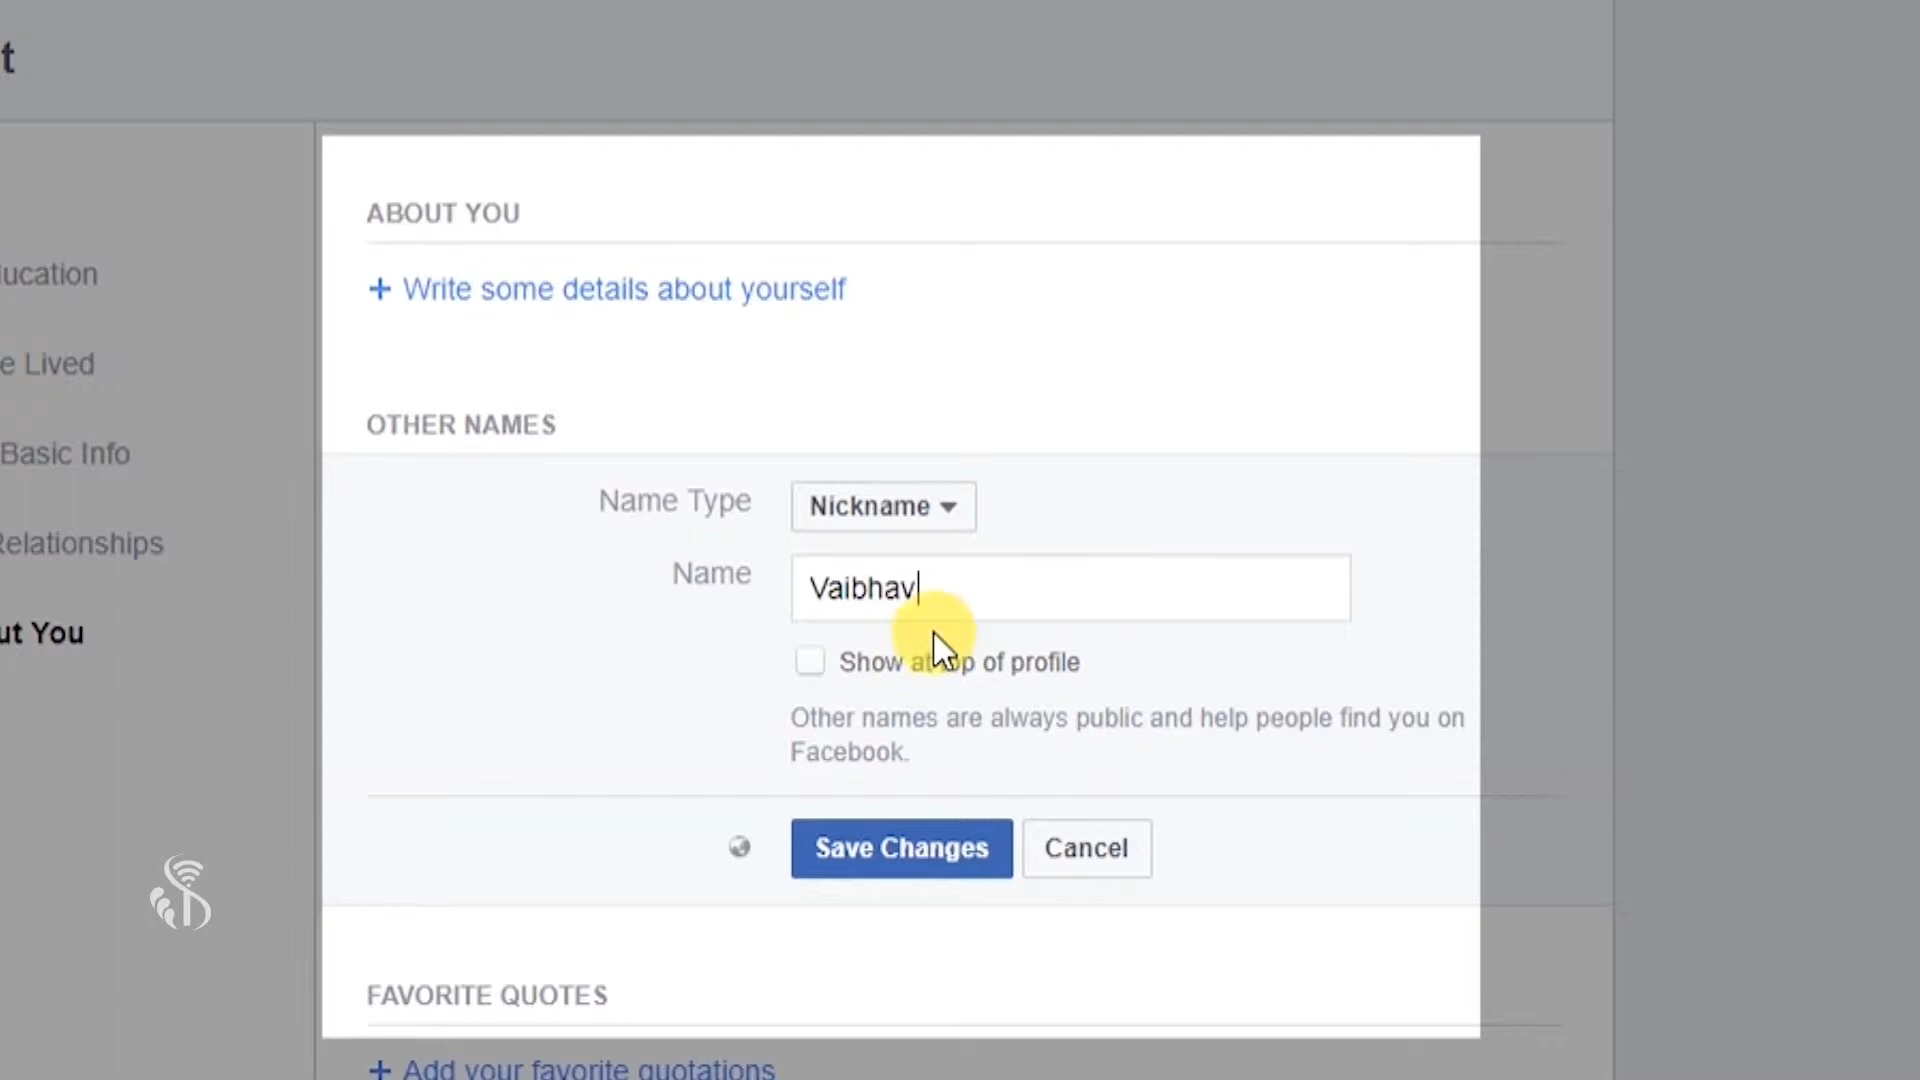 t
ABOUT YOU
+ Write some details about yourself
ucation
e Lived
OTHER NAMES
Basic Info
Name Type Nickname
Relationships
Name Vaibhav
ut You
Show at top of profile
Other names are always public and help people find you on
Facebook.
Save Changes Cancel
FAVORITE QUOTES
+ Add your favorite quotations